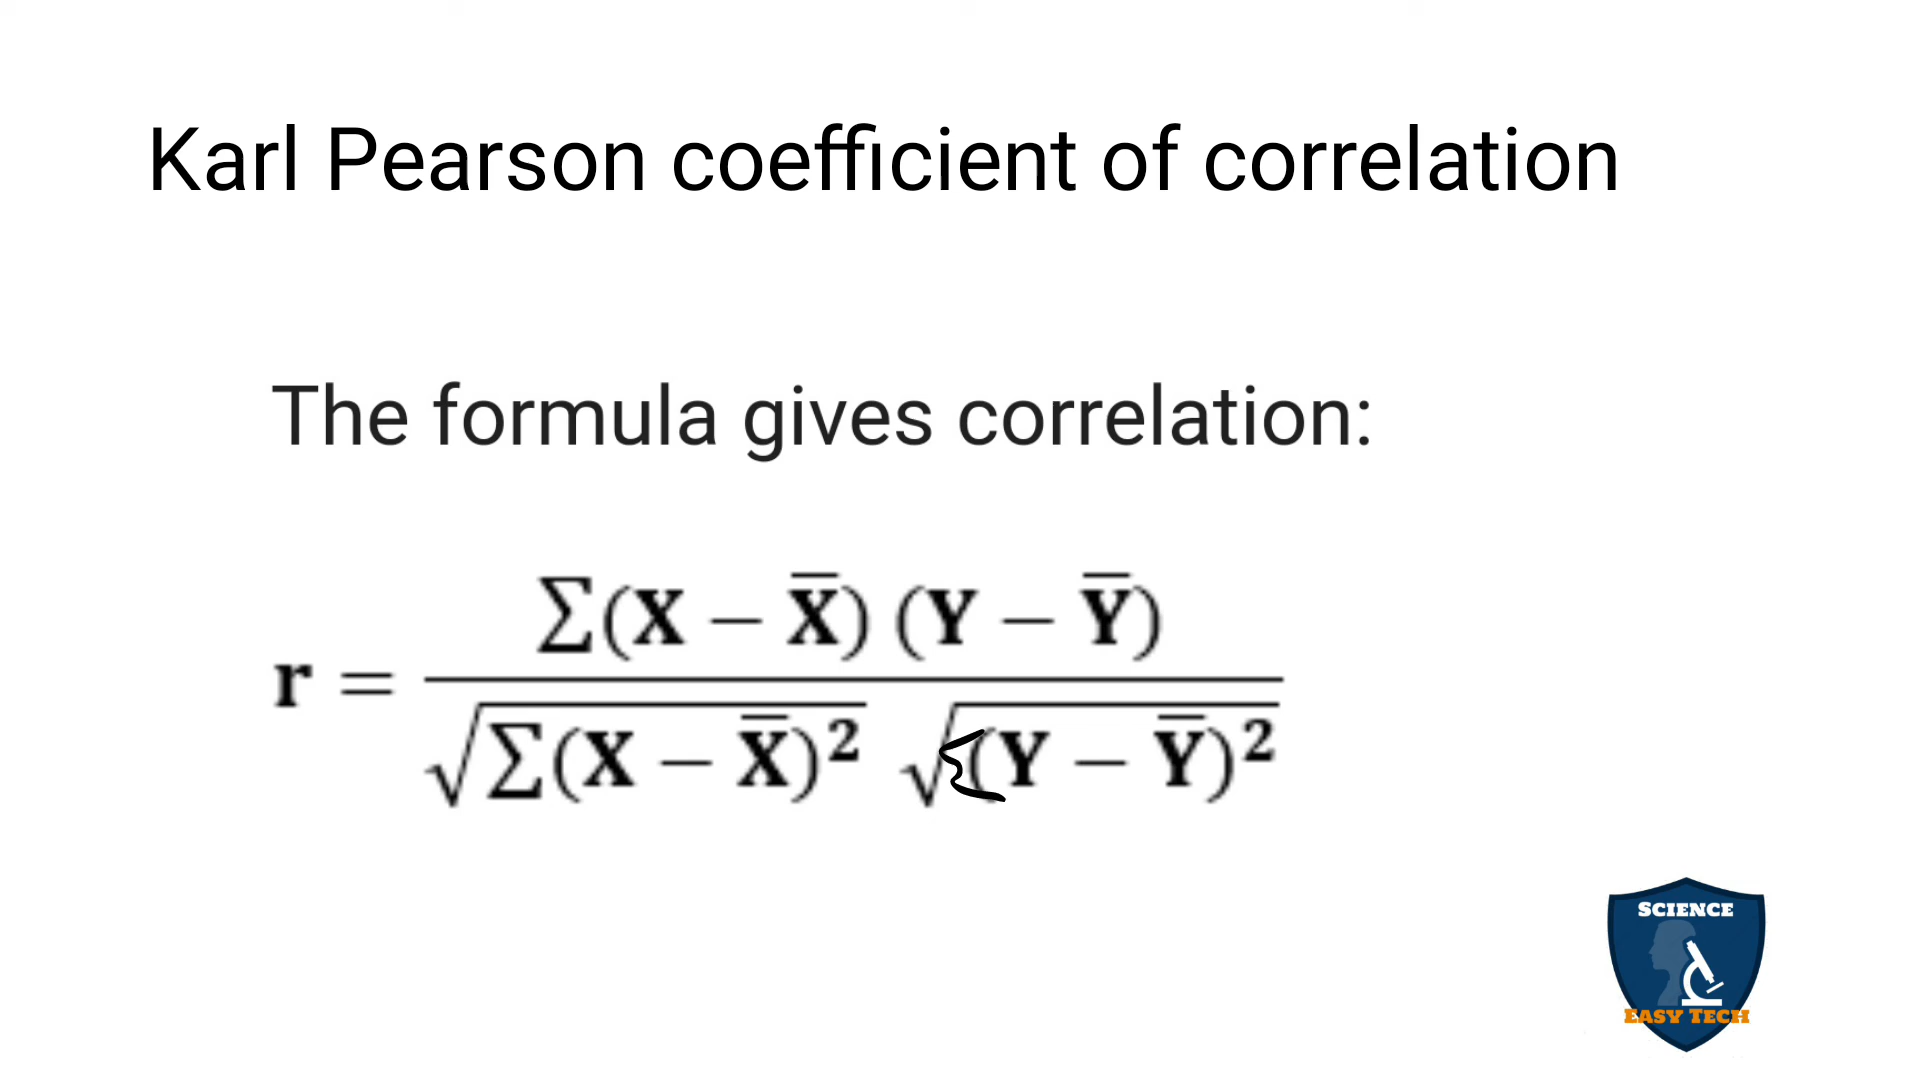 Karl Pearson coefficient of correlation
The formula gives correlation:
r = ∑(X − X̅) (Y − Y̅) / √∑(X − X̅)² √Σ(Y − Y̅)²
SCIENCE
EASY TECH